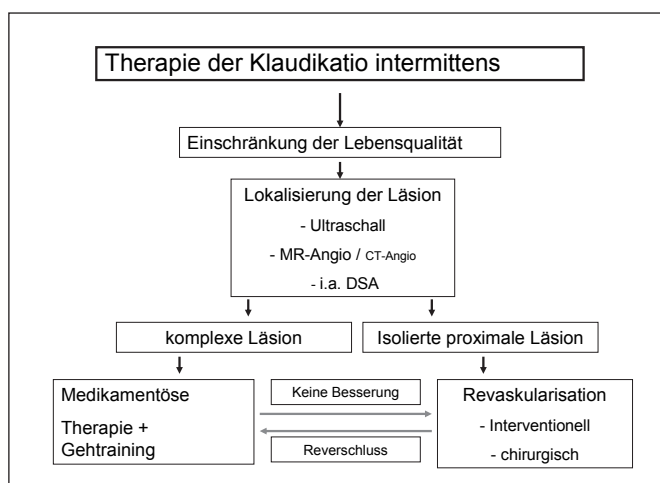 Therapie der Klaudikatio intermittens
Einschränkung der Lebensqualität
Lokalisierung der Läsion
- Ultraschall
- MR-Angio / CT-Angio
- i.a. DSA
komplexe Läsion
Isolierte proximale Läsion
Medikamentöse
Therapie +
Gehtraining
Keine Besserung
Reverschluss
Revaskularisation
- Interventionell
- chirurgisch